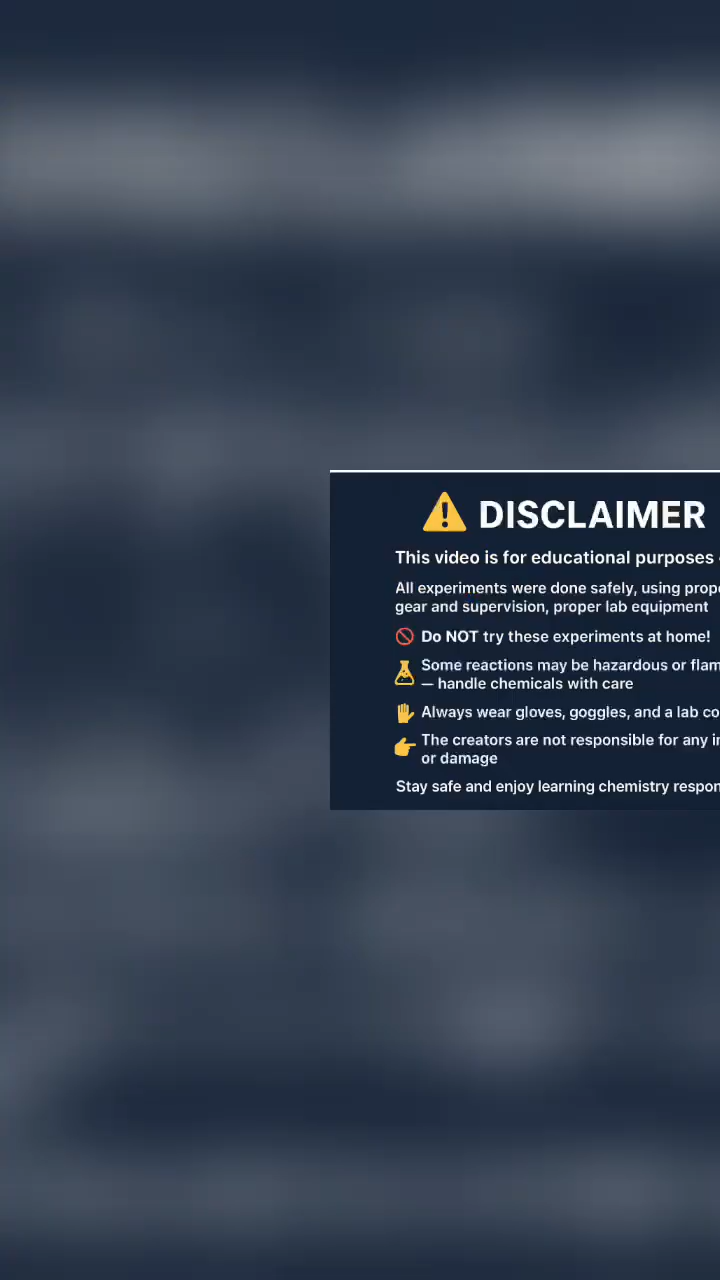 DISCLAIMER
This video is for educational purposes
All experiments were done safely, using
gear and supervision, proper lab equipment
Do NOT try these experiments at home!
Some reactions may be hazardous or
— handle chemicals with care
Always wear gloves, goggles, and a lab
The creators are not responsible for any
or damage
Stay safe and enjoy learning chemistry